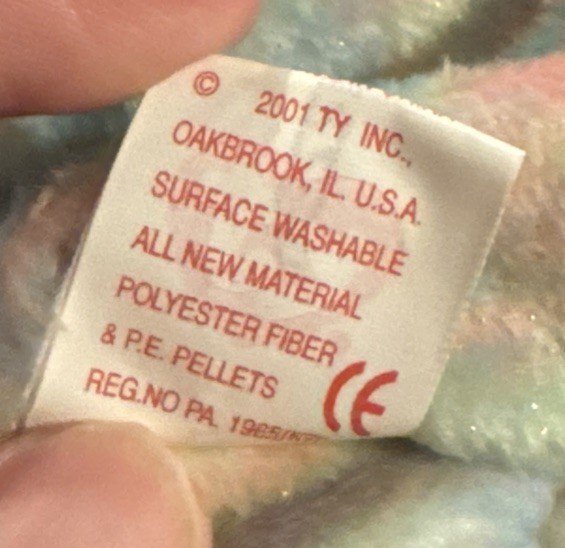 © 2001 TY INC.,
OAKBROOK, IL. U.S.A.
SURFACE WASHABLE
ALL NEW MATERIAL
POLYESTER FIBER
& P.E. PELLETS CE
REG.NO PA.